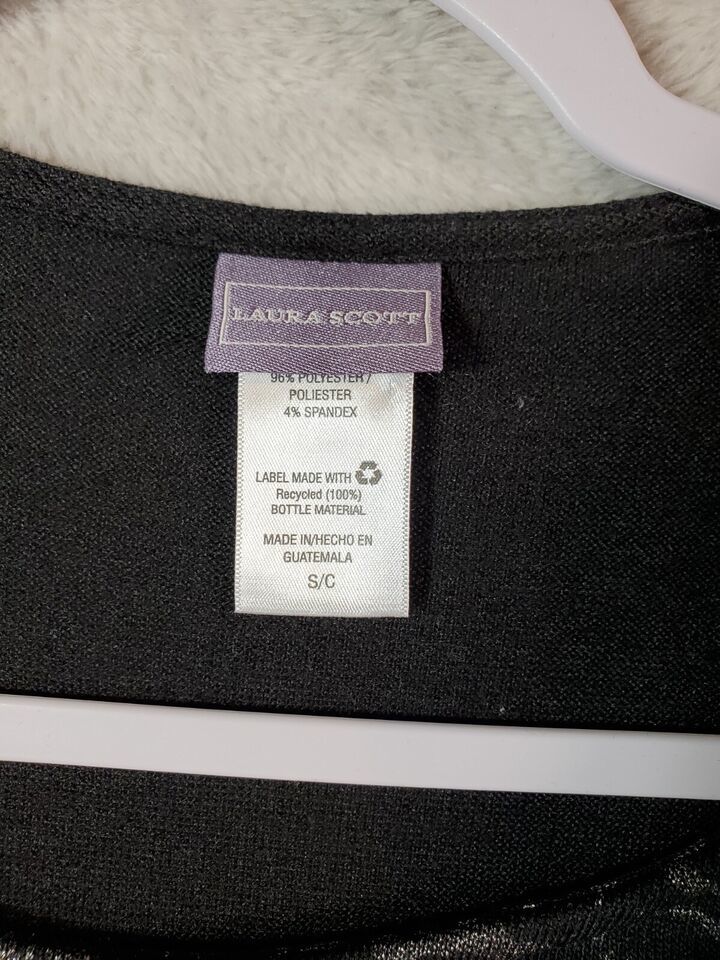 LAURA SCOTT
96% POLYESTER /
POLIESTER
4% SPANDEX
LABEL MADE WITH
Recycled (100%)
BOTTLE MATERIAL
MADE IN/HECHO EN
GUATEMALA
S/C